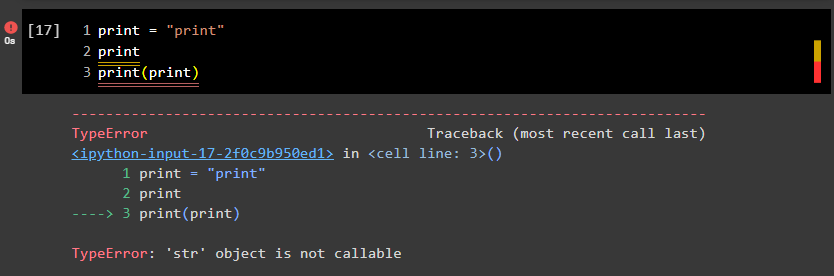 [17] 1 print = "print"
0s
2 print
3 print(print)
---------------------------------------------------------------------------
TypeError Traceback (most recent call last)
<ipython-input-17-2f0c9b950ed1> in <cell line: 3>()
1 print = "print"
2 print
----> 3 print(print)
TypeError: 'str' object is not callable